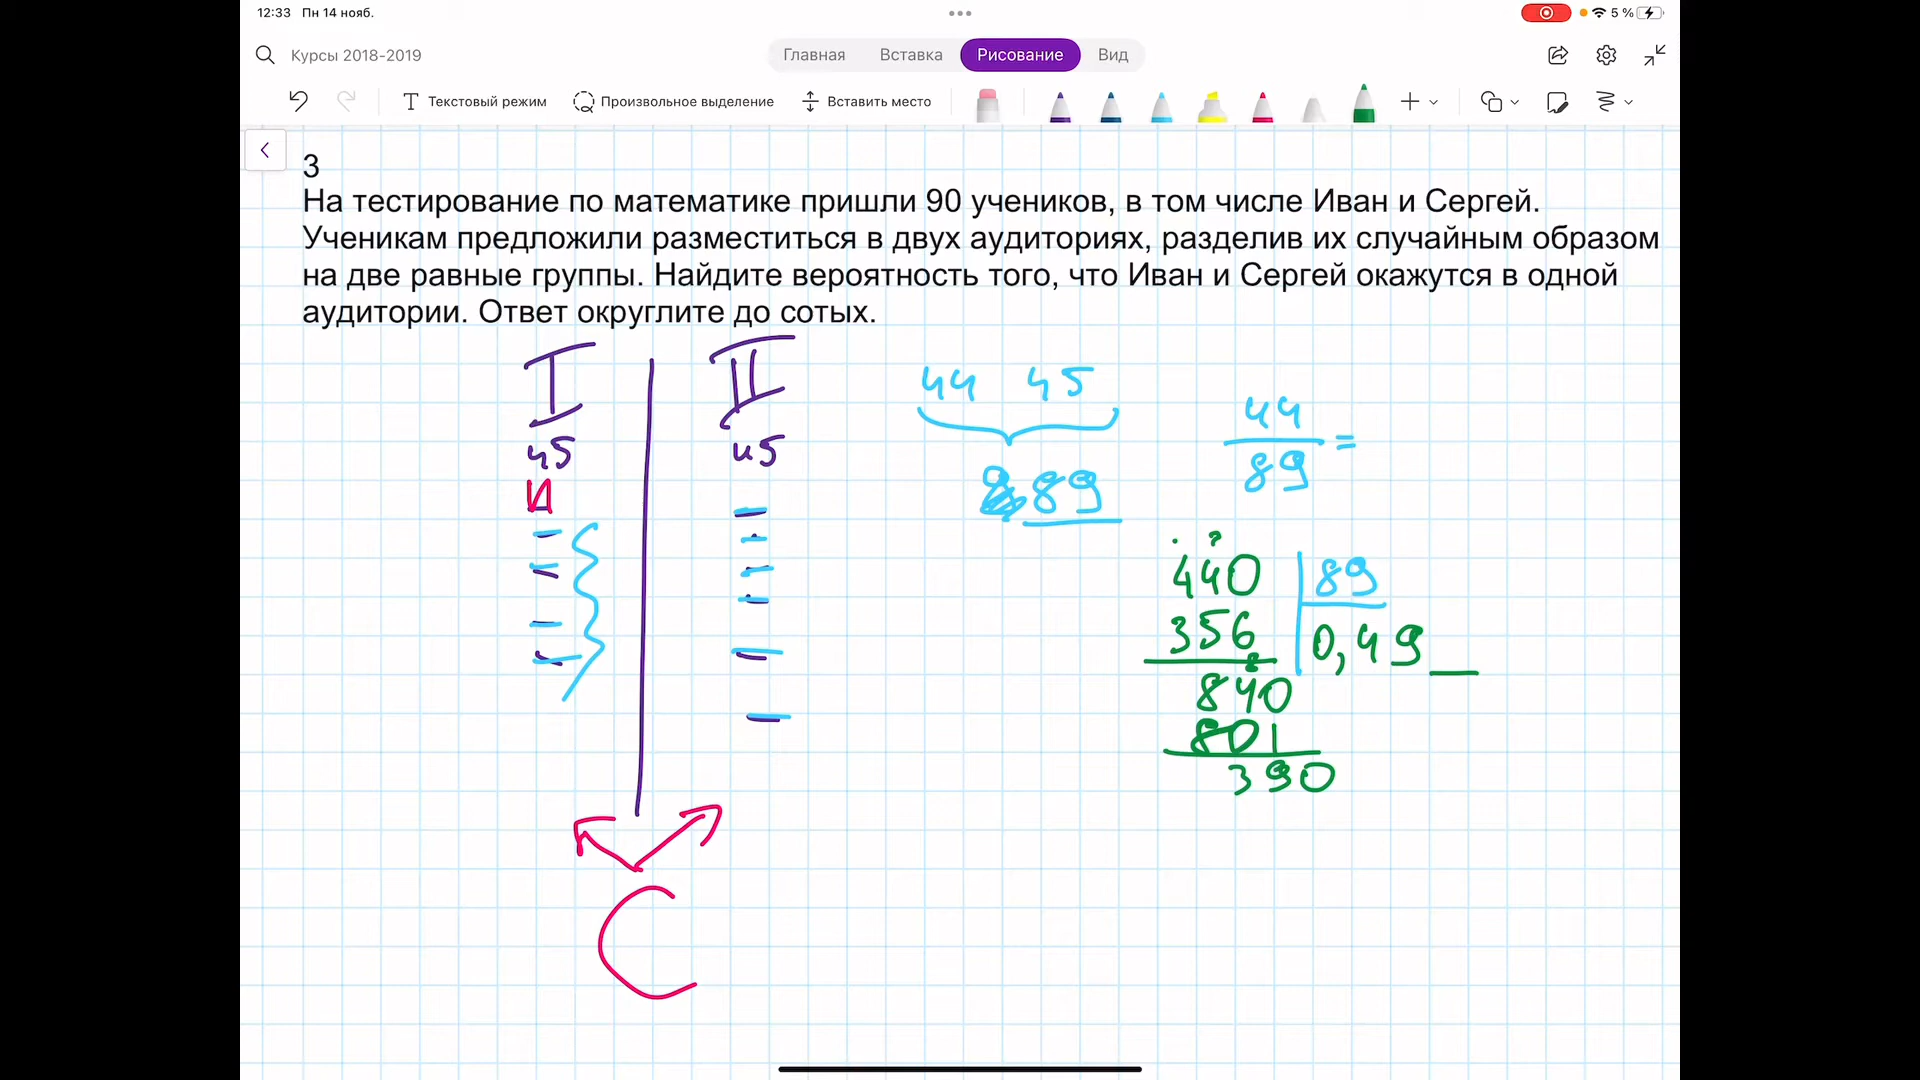 12:33 Пн 14 нояб.
5 %
Курсы 2018-2019
Главная Вставка Рисование Вид
Текстовый режим Произвольное выделение Вставить место
3
На тестирование по математике пришли 90 учеников, в том числе Иван и Сергей.
Ученикам предложили разместиться в двух аудиториях, разделив их случайным образом
на две равные группы. Найдите вероятность того, что Иван и Сергей окажутся в одной
аудитории. Ответ округлите до сотых.
I II
45 45
И
С
44 45
89
44
89 =
440 89
356 0,49
840
801
390